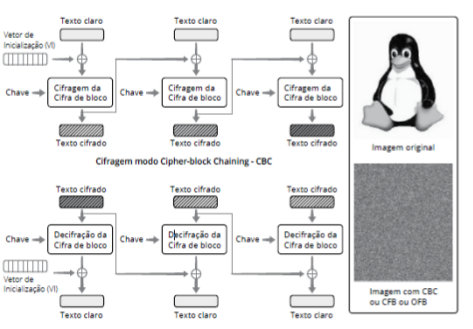 Texto claro Texto claro Texto claro
Vetor de
Inicialização (VI)
Chave Cifragem da
Cifra de bloco Chave Cifragem da
Cifra de bloco Chave Cifragem da
Cifra de bloco
Texto cifrado Texto cifrado Texto cifrado
Cifragem modo Cipher-block Chaining - CBC
Texto cifrado Texto cifrado Texto cifrado
Chave Decifração da
Cifra de bloco Chave Decifração da
Cifra de bloco Chave Decifração da
Cifra de bloco
Vetor de
Inicialização (VI)
Texto claro Texto claro Texto claro
Imagem original
Imagem com CBC
ou CFB ou OFB